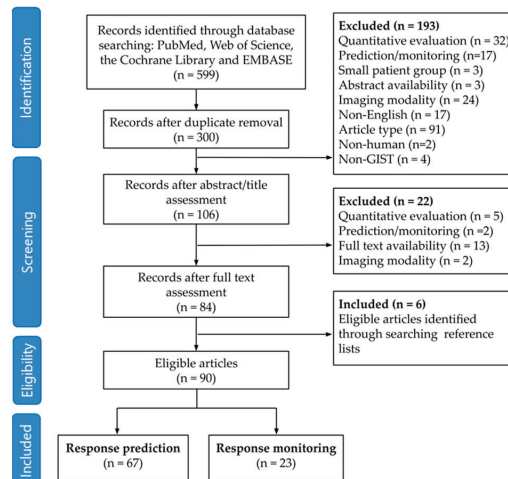 Identification
Records identified through database
searching: PubMed, Web of Science,
the Cochrane Library and EMBASE
(n = 599)
Records after duplicate removal
(n = 300)
Excluded (n = 193)
Quantitative evaluation (n = 32)
Prediction/monitoring (n=17)
Small patient group (n = 3)
Abstract availability (n = 3)
Imaging modality (n = 24)
Non-English (n = 17)
Article type (n = 91)
Non-human (n=2)
Non-GIST (n = 4)
Screening
Records after abstract/title
assessment
(n = 106)
Excluded (n = 22)
Quantitative evaluation (n = 5)
Prediction/monitoring (n =2)
Full text availability (n = 13)
Imaging modality (n = 2)
Records after full text
assessment
(n = 84)
Included (n = 6)
Eligible articles identified
through searching reference
lists
Eligibility
Eligible articles
(n = 90)
Included
Response prediction
(n = 67)
Response monitoring
(n = 23)